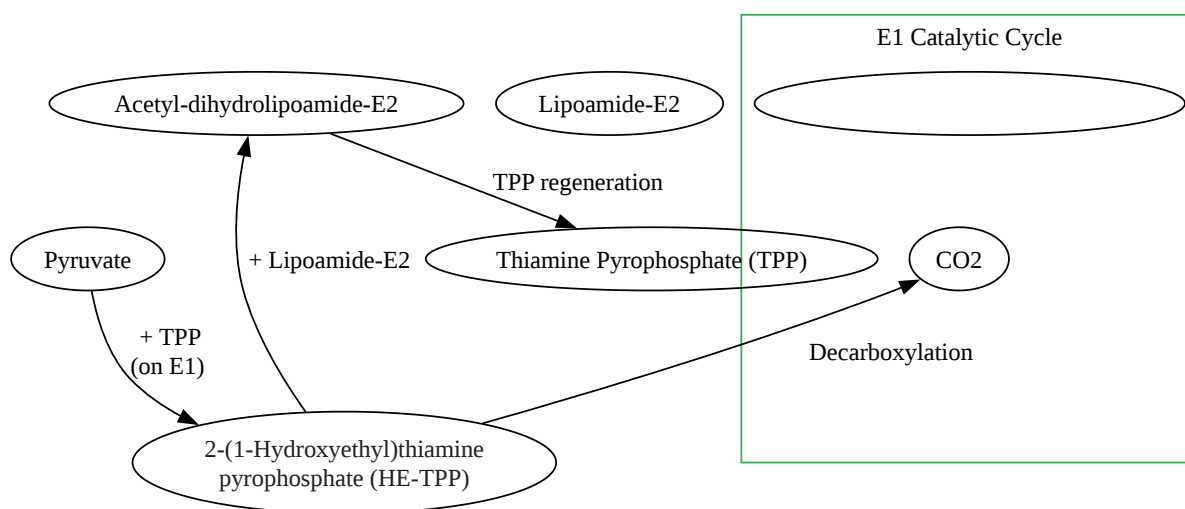 E1 Catalytic Cycle
Acetyl-dihydrolipoamide-E2
Lipoamide-E2
TPP regeneration
Pyruvate
+ Lipoamide-E2
Thiamine Pyrophosphate (TPP)
CO2
+ TPP
(on E1)
Decarboxylation
2-(1-Hydroxyethyl)thiamine
pyrophosphate (HE-TPP)